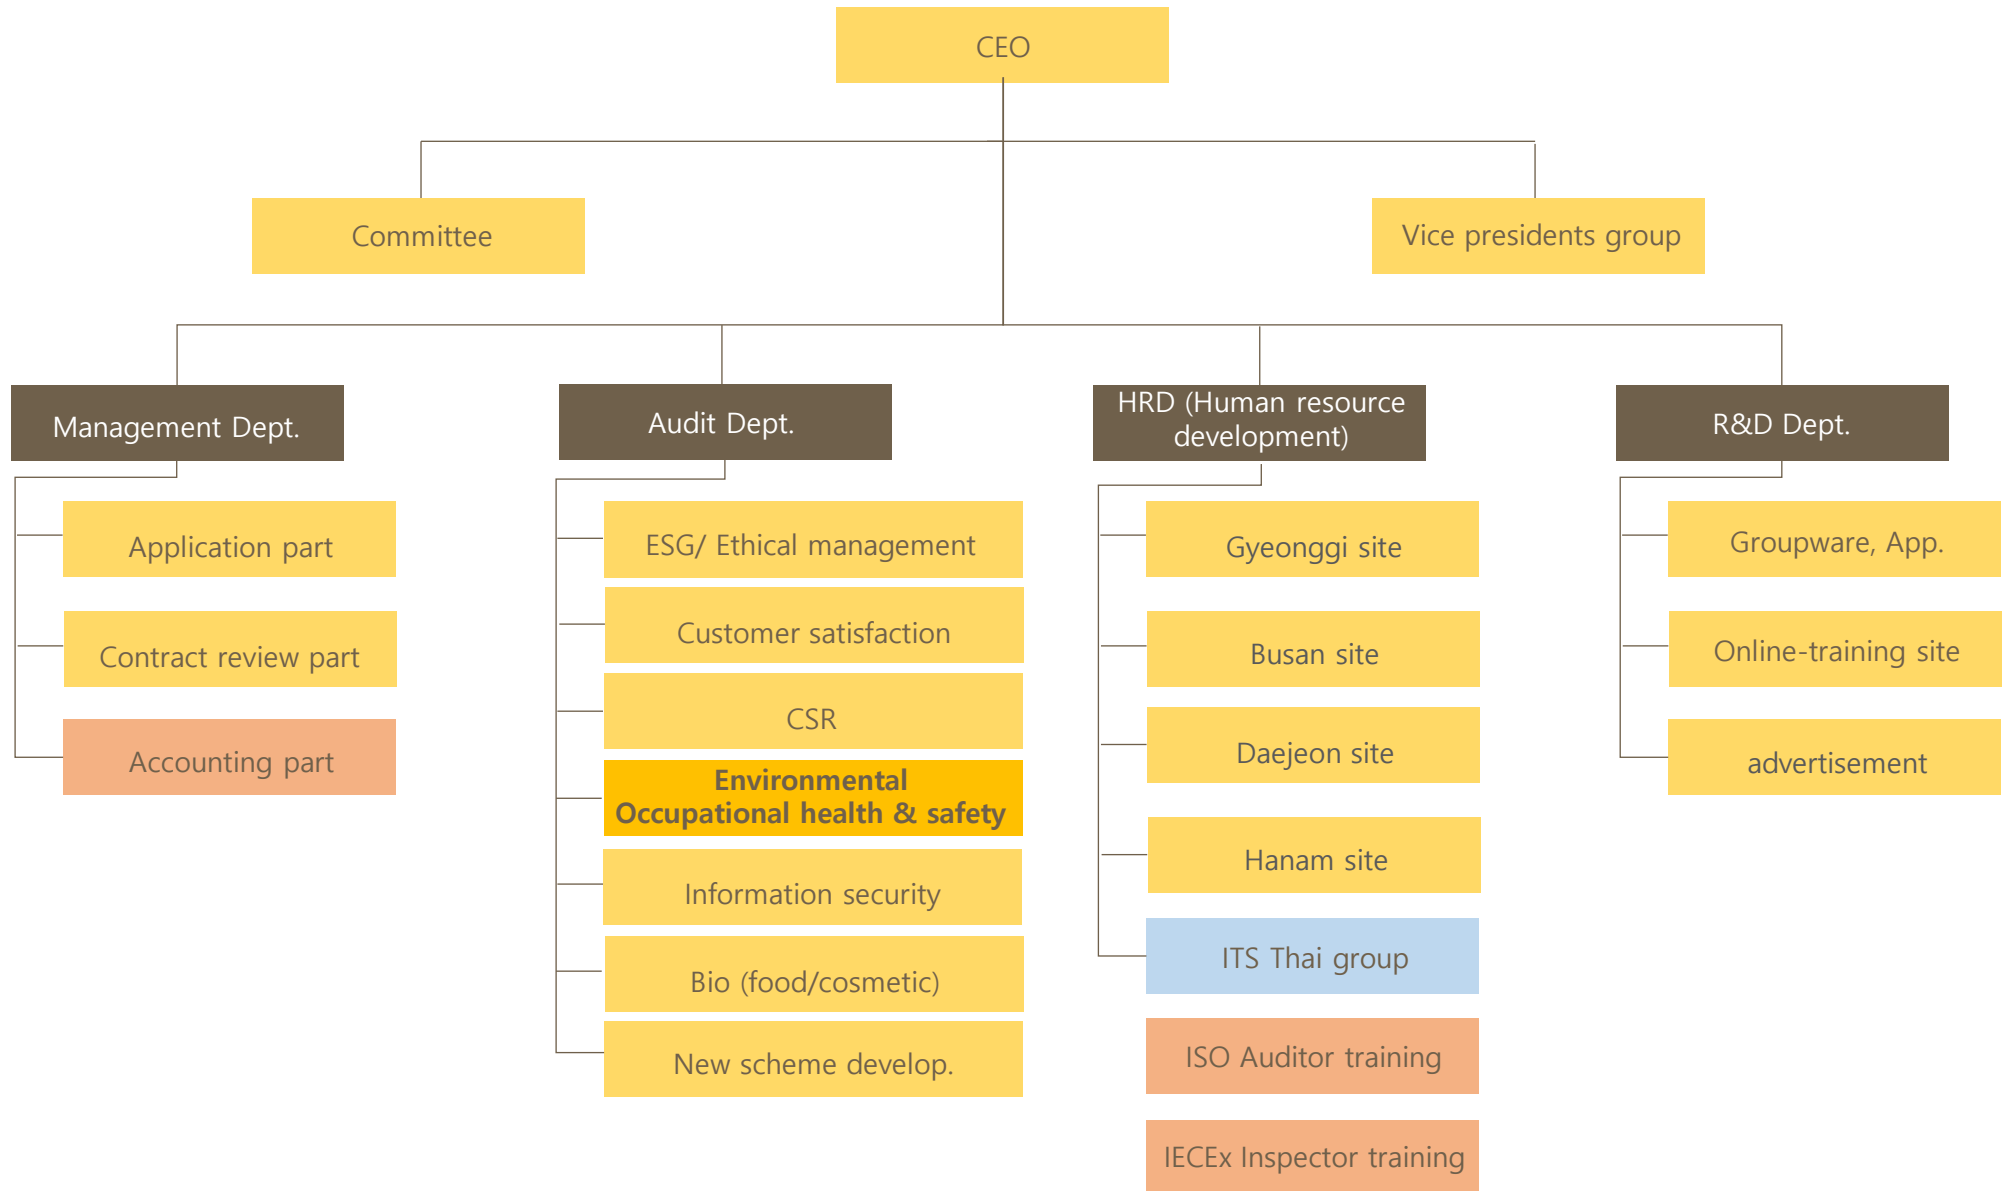 CEO
Committee
Vice presidents group
Management Dept.
Audit Dept.
HRD (Human resource
development)
R&D Dept.
Application part
Contract review part
Accounting part
ESG/ Ethical management
Customer satisfaction
CSR
Environmental
Occupational health & safety
Information security
Bio (food/cosmetic)
New scheme develop.
Gyeonggi site
Busan site
Daejeon site
Hanam site
ITS Thai group
ISO Auditor training
IECEx Inspector training
Groupware, App.
Online-training site
advertisement